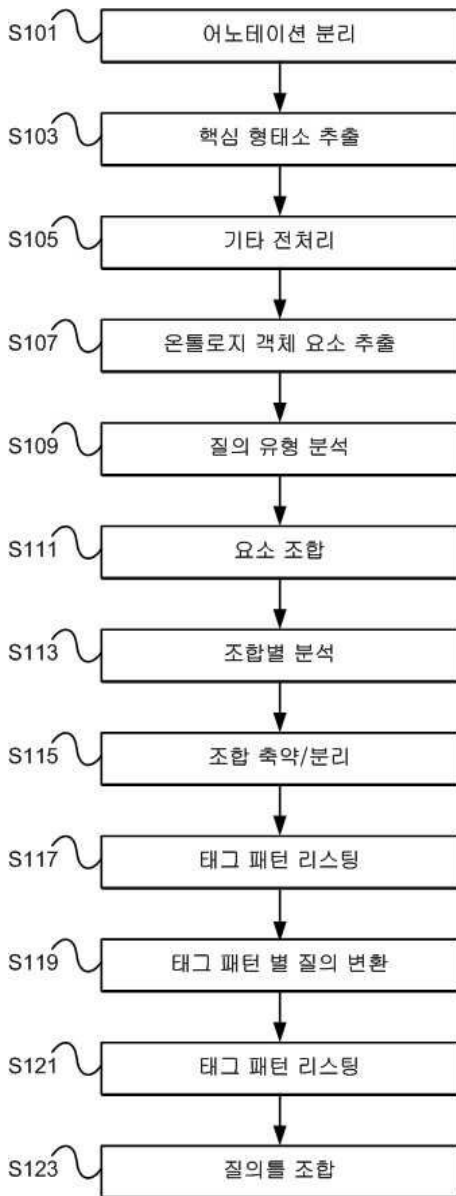 S101 어노테이션 분리
S103 핵심 형태소 추출
S105 기타 전처리
S107 온톨로지 객체 요소 추출
S109 질의 유형 분석
S111 요소 조합
S113 조합별 분석
S115 조합 축약/분리
S117 태그 패턴 리스팅
S119 태그 패턴 별 질의 변환
S121 태그 패턴 리스팅
S123 질의틀 조합